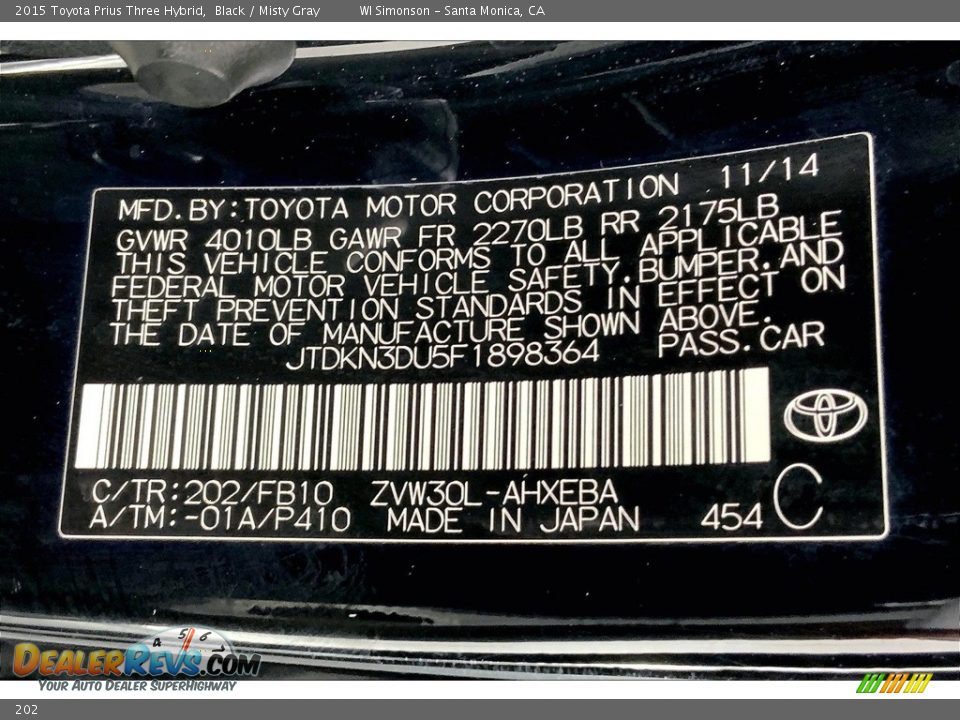 2015 Toyota Prius Three Hybrid, Black / Misty Gray WI Simonson - Santa Monica, CA
MFD.BY:TOYOTA MOTOR CORPORATION 11/14
GVWR 4010LB GAWR FR 2270LB RR 2175LB
THIS VEHICLE CONFORMS TO ALL APPLICABLE
FEDERAL MOTOR VEHICLE SAFETY,BUMPER,AND
THEFT PREVENTION STANDARDS IN EFFECT ON
THE DATE OF MANUFACTURE SHOWN ABOVE.
JTDKN3DU5F1898364 PASS.CAR
C/TR:202/FB10 ZVW30L-AHXEBA
A/TM:-01A/P410 MADE IN JAPAN 454 C
4 5 6
DEALERREVS.COM
YOUR AUTO DEALER SUPERHIGHWAY
202